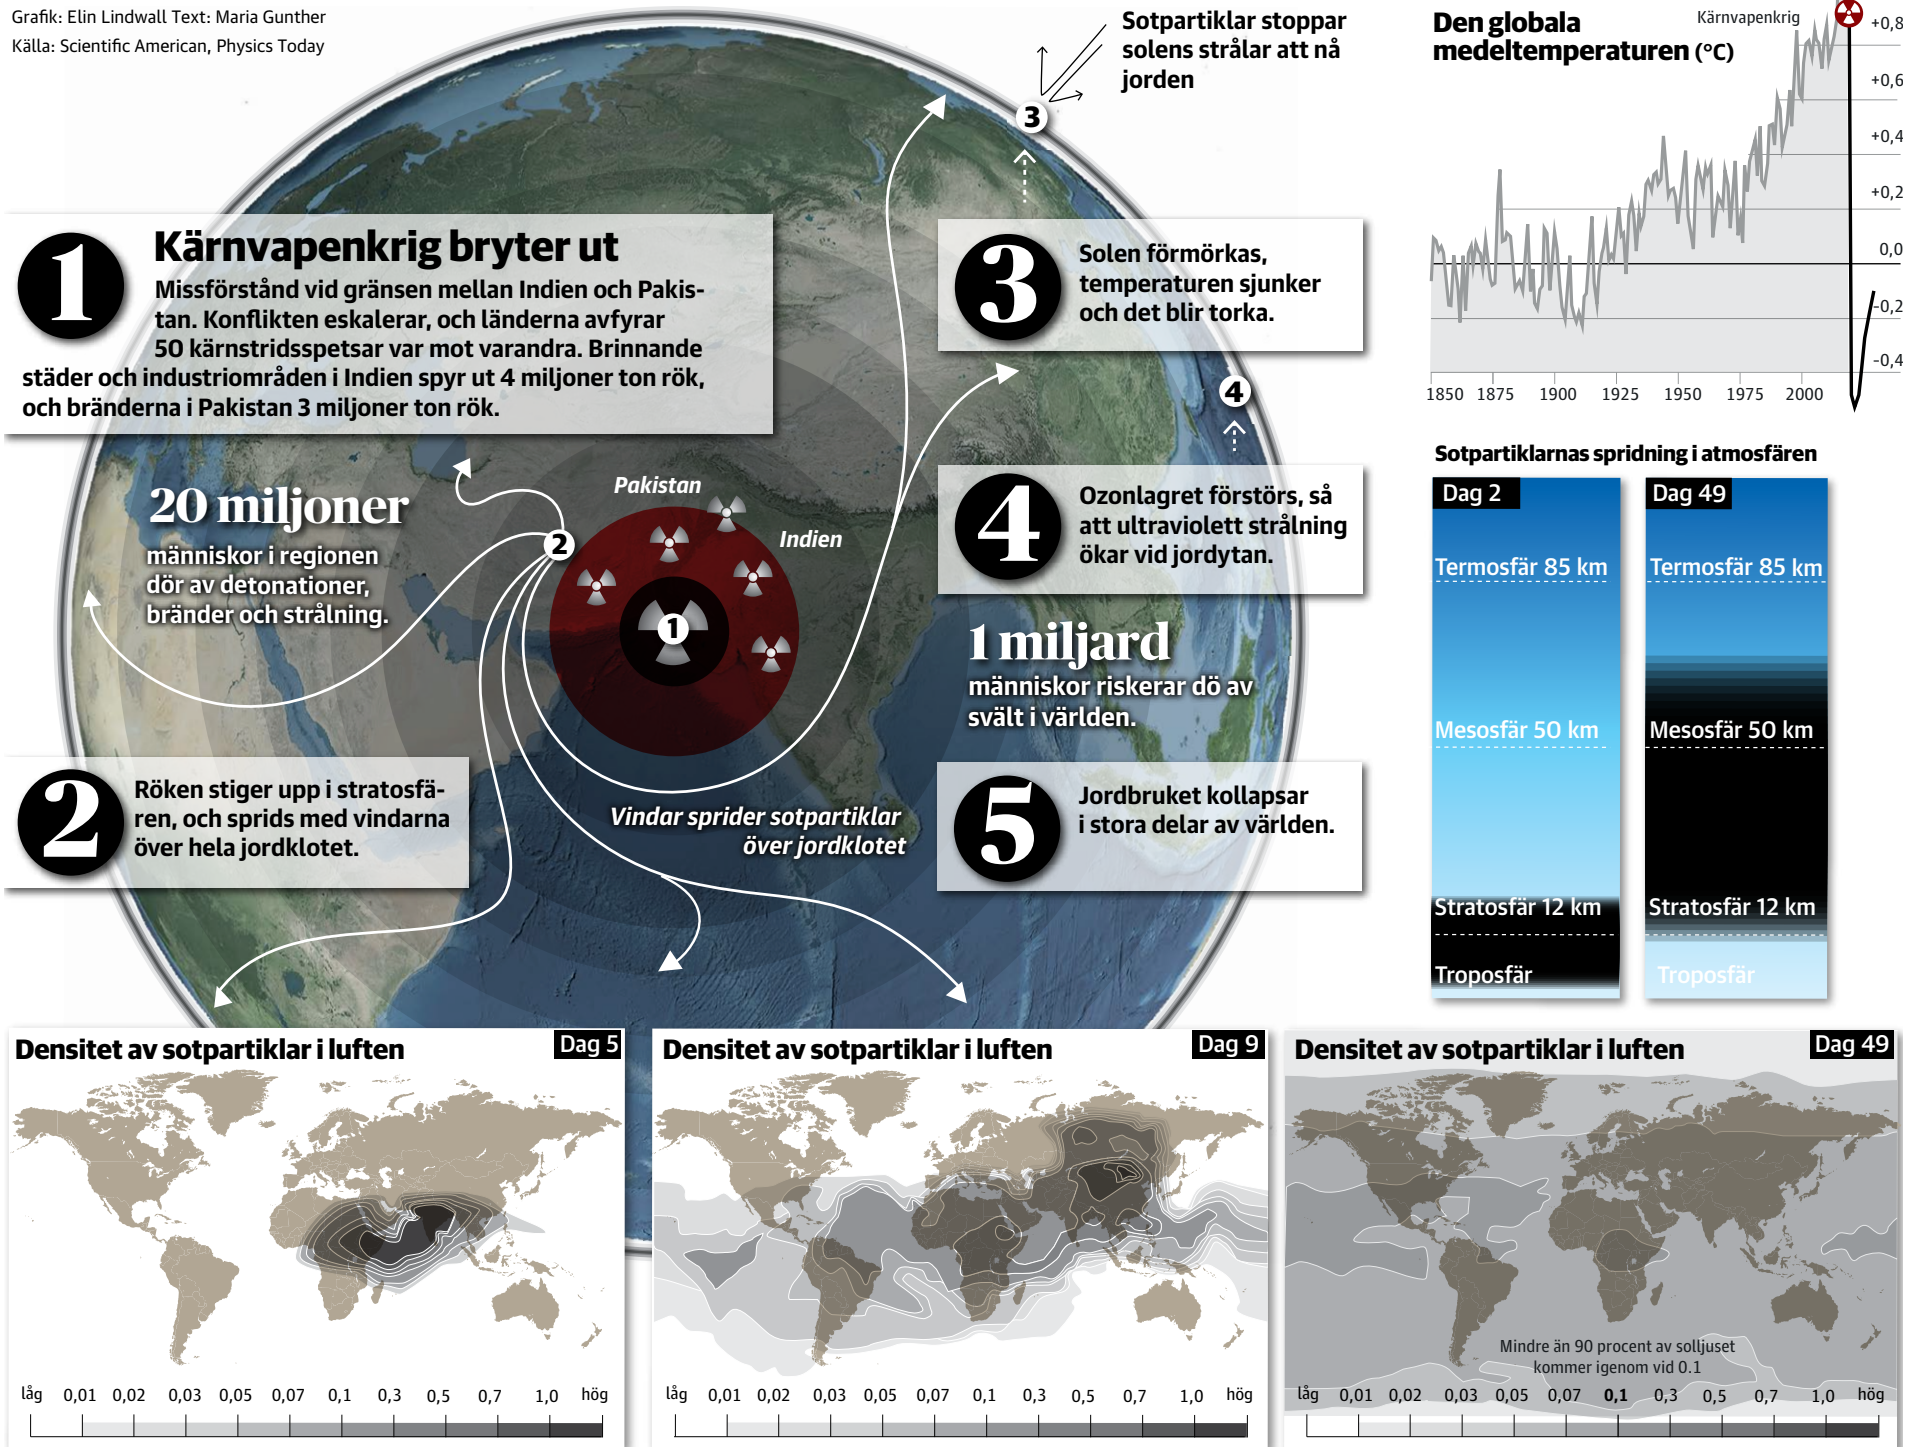 Grafik: Elin Lindwall Text: Maria Gunther
Källa: Scientific American, Physics Today
Sotpartiklar stoppar
solens strålar att nå
jorden
3
1
Kärnvapenkrig bryter ut
Missförstånd vid gränsen mellan Indien och Pakis-
tan. Konflikten eskalerar, och länderna avfyrar
50 kärnstridsspetsar var mot varandra. Brinnande
städer och industriområden i Indien spyr ut 4 miljoner ton rök,
och bränderna i Pakistan 3 miljoner ton rök.
3
Solen förmörkas,
temperaturen sjunker
och det blir torka.
4
20 miljoner
människor i regionen
dör av detonationer,
bränder och strålning.
Pakistan
Indien
2
1
4
Ozonlagret förstörs, så
att ultraviolett strålning
ökar vid jordytan.
1 miljard
människor riskerar dö av
svält i världen.
2
Röken stiger upp i stratosfä-
ren, och sprids med vindarna
över hela jordklotet.
Vindar sprider sotpartiklar
över jordklotet
5
Jordbruket kollapsar
i stora delar av världen.
Den globala
medeltemperaturen (°C)
Kärnvapenkrig
+0,8
+0,6
+0,4
+0,2
0,0
-0,2
-0,4
1850 1875 1900 1925 1950 1975 2000
Sotpartiklarnas spridning i atmosfären
Dag 2
Termosfär 85 km
Mesosfär 50 km
Stratosfär 12 km
Troposfär
Dag 49
Termosfär 85 km
Mesosfär 50 km
Stratosfär 12 km
Troposfär
Densitet av sotpartiklar i luften
Dag 5
låg 0,01 0,02 0,03 0,05 0,07 0,1 0,3 0,5 0,7 1,0 hög
Densitet av sotpartiklar i luften
Dag 9
låg 0,01 0,02 0,03 0,05 0,07 0,1 0,3 0,5 0,7 1,0 hög
Densitet av sotpartiklar i luften
Dag 49
Mindre än 90 procent av solljuset
kommer igenom vid 0.1
låg 0,01 0,02 0,03 0,05 0,07 0,1 0,3 0,5 0,7 1,0 hög